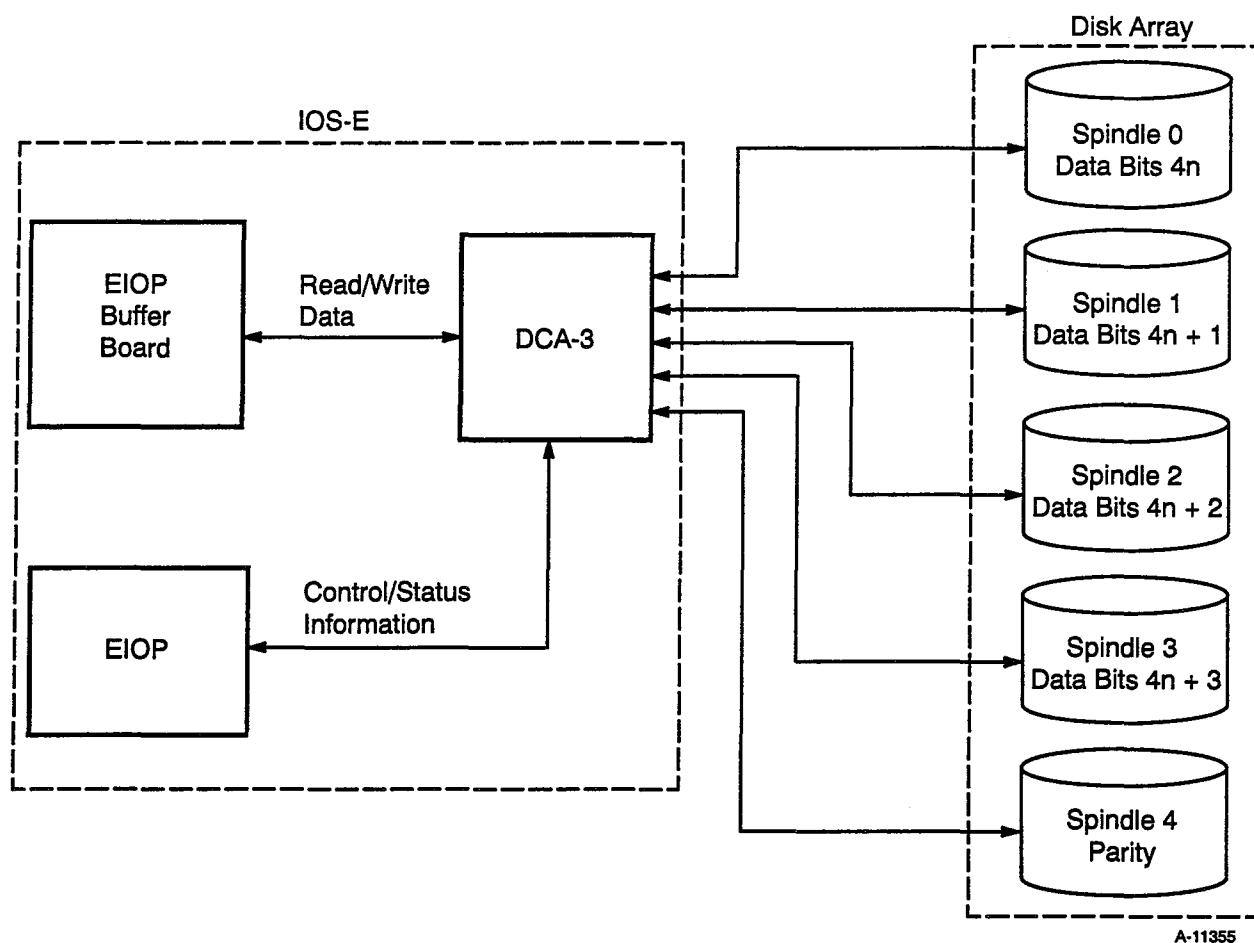 Disk Array
IOS-E
EIOP
Buffer
Board
Read/Write
Data
DCA-3
EIOP
Control/Status
Information
Spindle 0
Data Bits 4n
Spindle 1
Data Bits 4n + 1
Spindle 2
Data Bits 4n + 2
Spindle 3
Data Bits 4n + 3
Spindle 4
Parity
A-11355